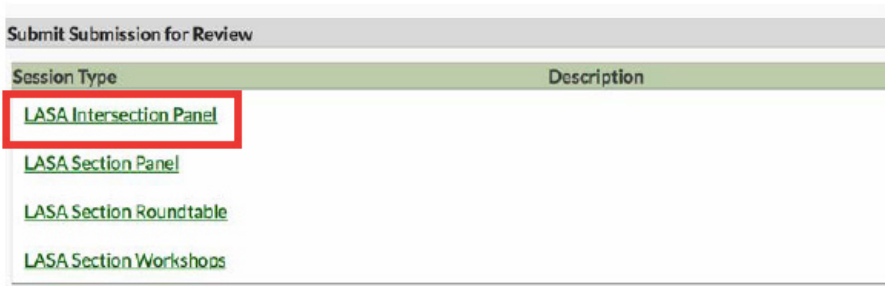 Submit Submission for Review
Session Type Description
LASA Intersection Panel
LASA Section Panel
LASA Section Roundtable
LASA Section Workshops